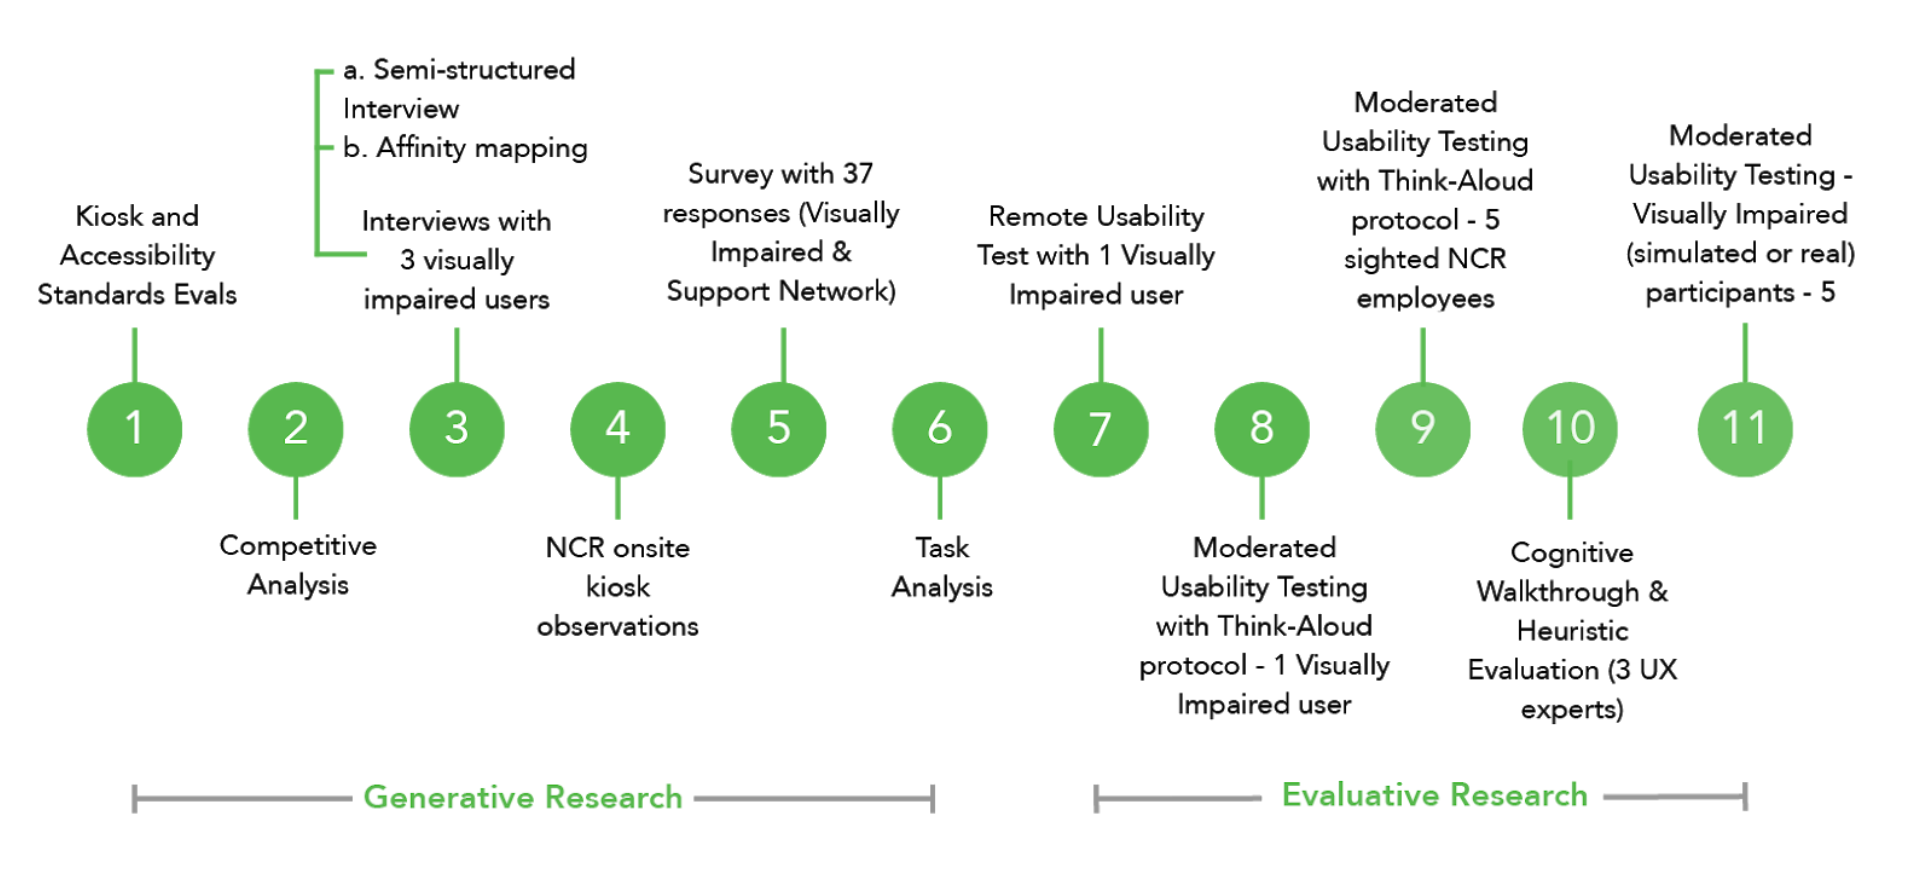 Kiosk and
Accessibility
Standards Evals
a. Semi-structured
Interview
b. Affinity mapping
Interviews with
3 visually
impaired users
Survey with 37
responses (Visually
Impaired &
Support Network)
Remote Usability
Test with 1 Visually
Impaired user
Moderated
Usability Testing
with Think-Aloud
protocol - 5
sighted NCR
employees
Moderated
Usability Testing -
Visually Impaired
(simulated or real)
participants - 5
1
2
3
4
5
6
7
8
9
10
11
Competitive
Analysis
NCR onsite
kiosk
observations
Task
Analysis
Moderated
Usability Testing
with Think-Aloud
protocol - 1 Visually
Impaired user
Cognitive
Walkthrough &
Heuristic
Evaluation (3 UX
experts)
Generative Research
Evaluative Research